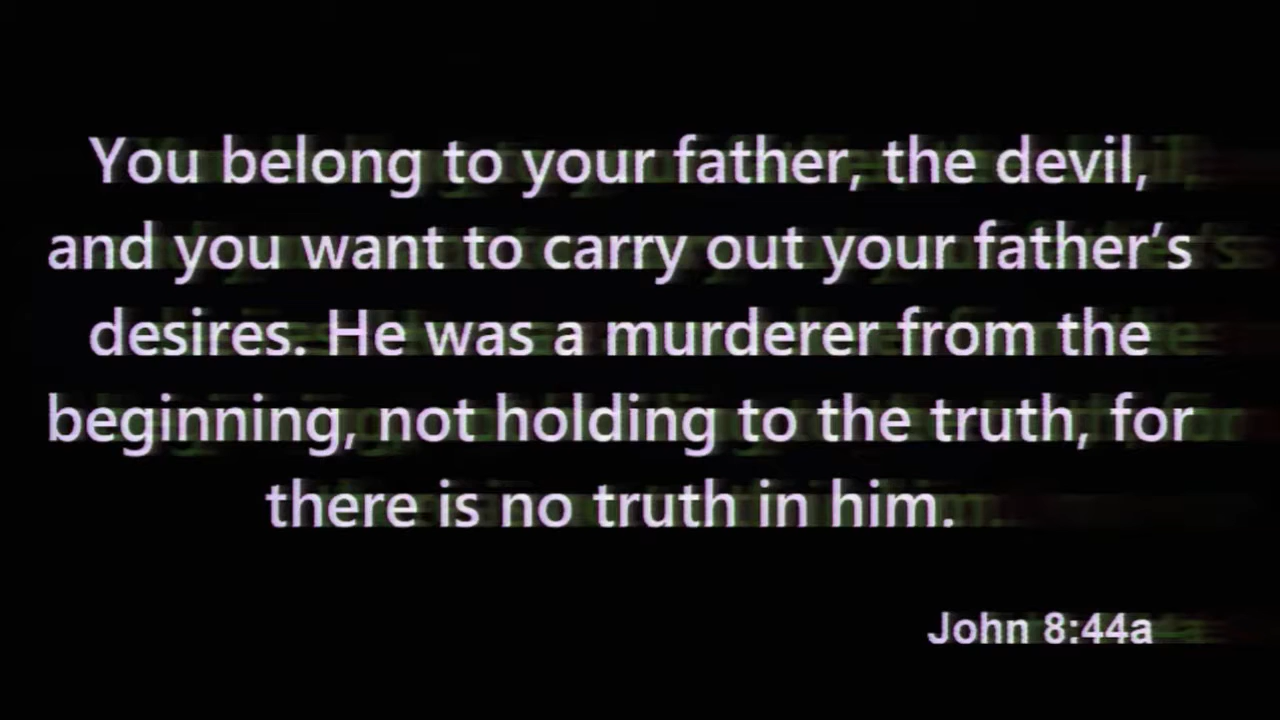 You belong to your father, the devil,
and you want to carry out your father’s
desires. He was a murderer from the
beginning, not holding to the truth, for
there is no truth in him.
John 8:44a